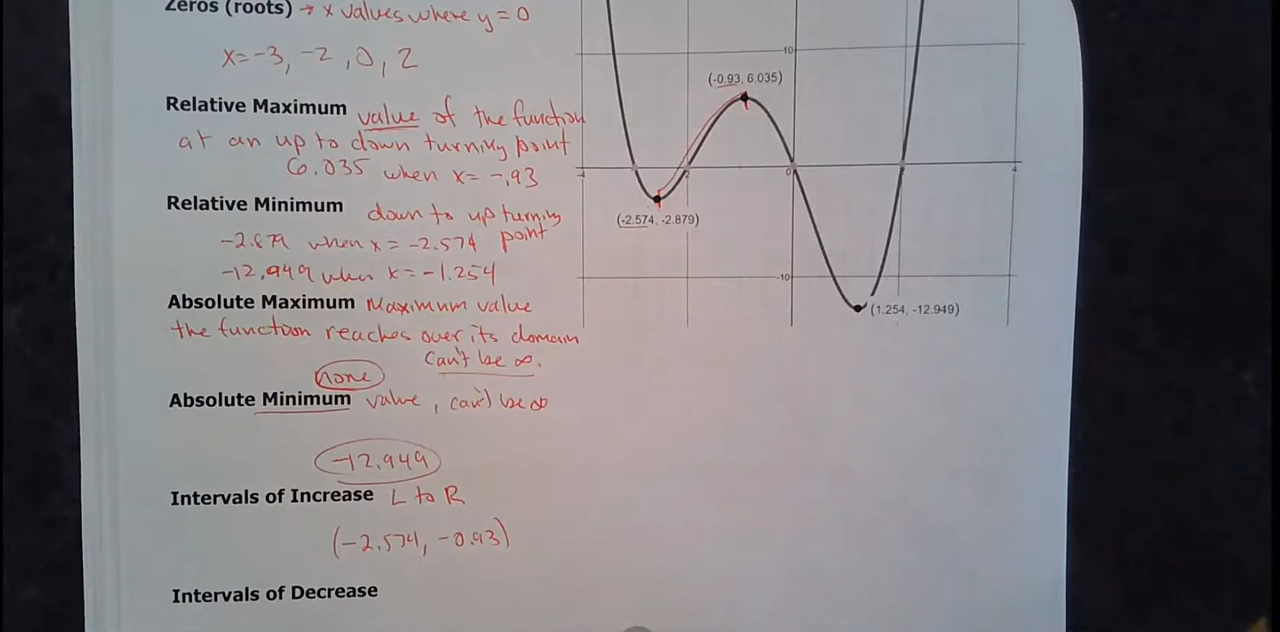 Zeros (roots) → x values where y = 0
x = -3, -2, 0, 2
Relative Maximum value of the function
at an up to down turning point
6.035 when x = -.93
Relative Minimum down to up turning
point
-2.879 when x = -2.574
-12.949 when x = -1.254
Absolute Maximum Maximum value
the function reaches over its domain
can't be ∞.
none
Absolute Minimum value, can't be ∞
-12.949
Intervals of Increase L to R
(-2.574, -0.93)
Intervals of Decrease
10
(-0.93, 6.035)
-4
-2
0
2
4
(-2.574, -2.879)
-10
(1.254, -12.949)